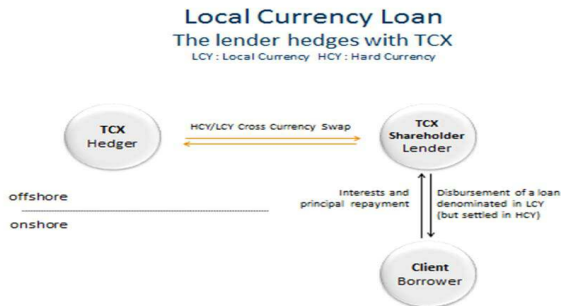 Local Currency Loan
The lender hedges with TCX
LCY : Local Currency HCY : Hard Currency
TCX
Hedger
HCY/LCY Cross Currency Swap
TCX
Shareholder
Lender
offshore
onshore
Interests and
principal repayment
Disbursement of a loan
denominated in LCY
(but settled in HCY)
Client
Borrower